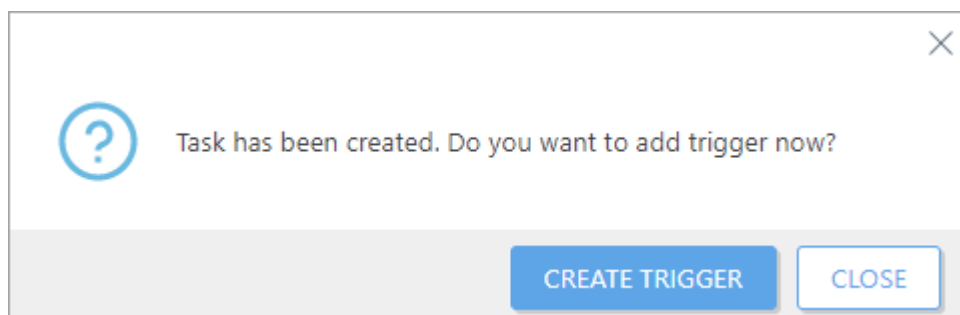 Task has been created. Do you want to add trigger now?
CREATE TRIGGER
CLOSE